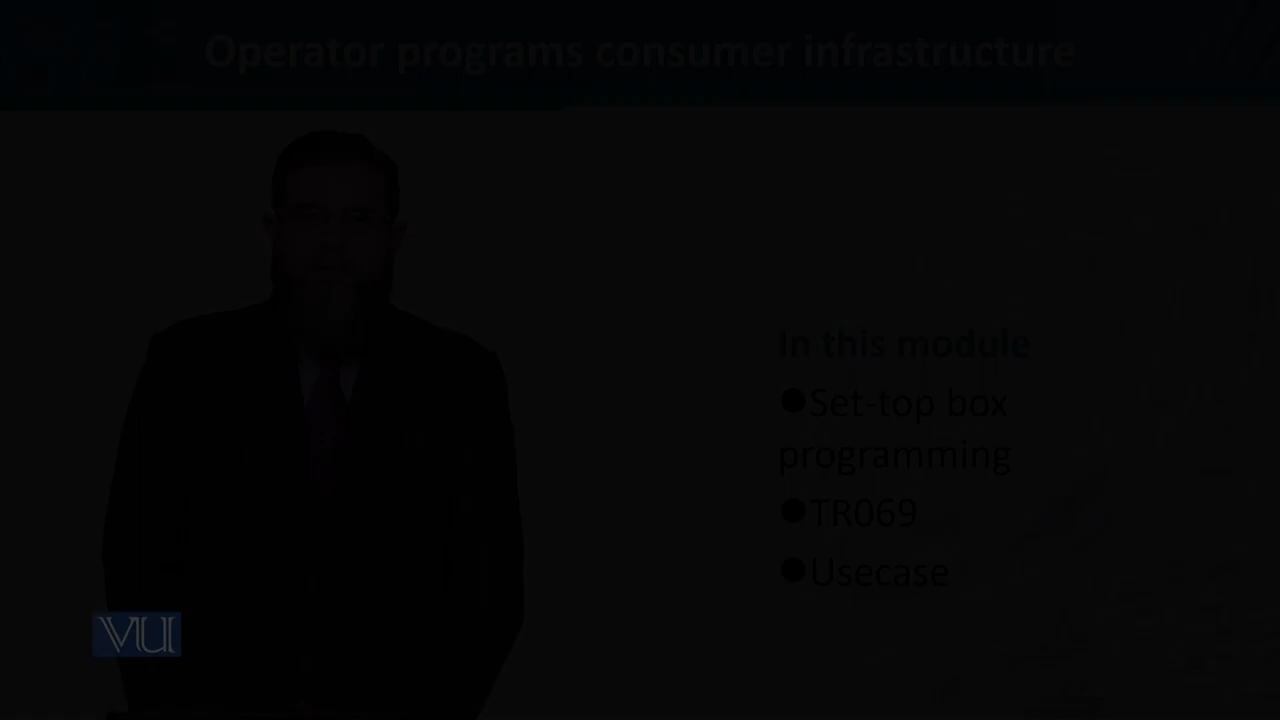 Operator programs consumer infrastructure
In this module
●Set-top box
programming
●TR069
●Usecase
VU